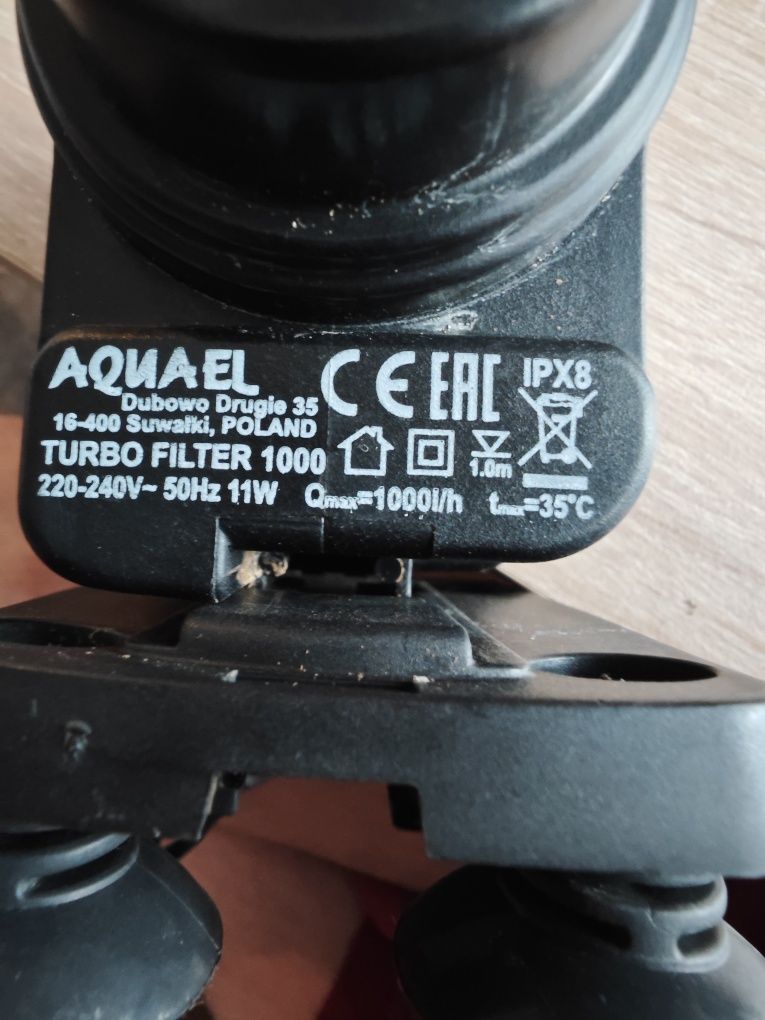 AQUAEL
Dubowo Drugie 35
16-400 Suwałki, POLAND
CE EAC IPX8
TURBO FILTER 1000
1.0m
220-240V~ 50Hz 11W Qmax=1000l/h tmax=35°C